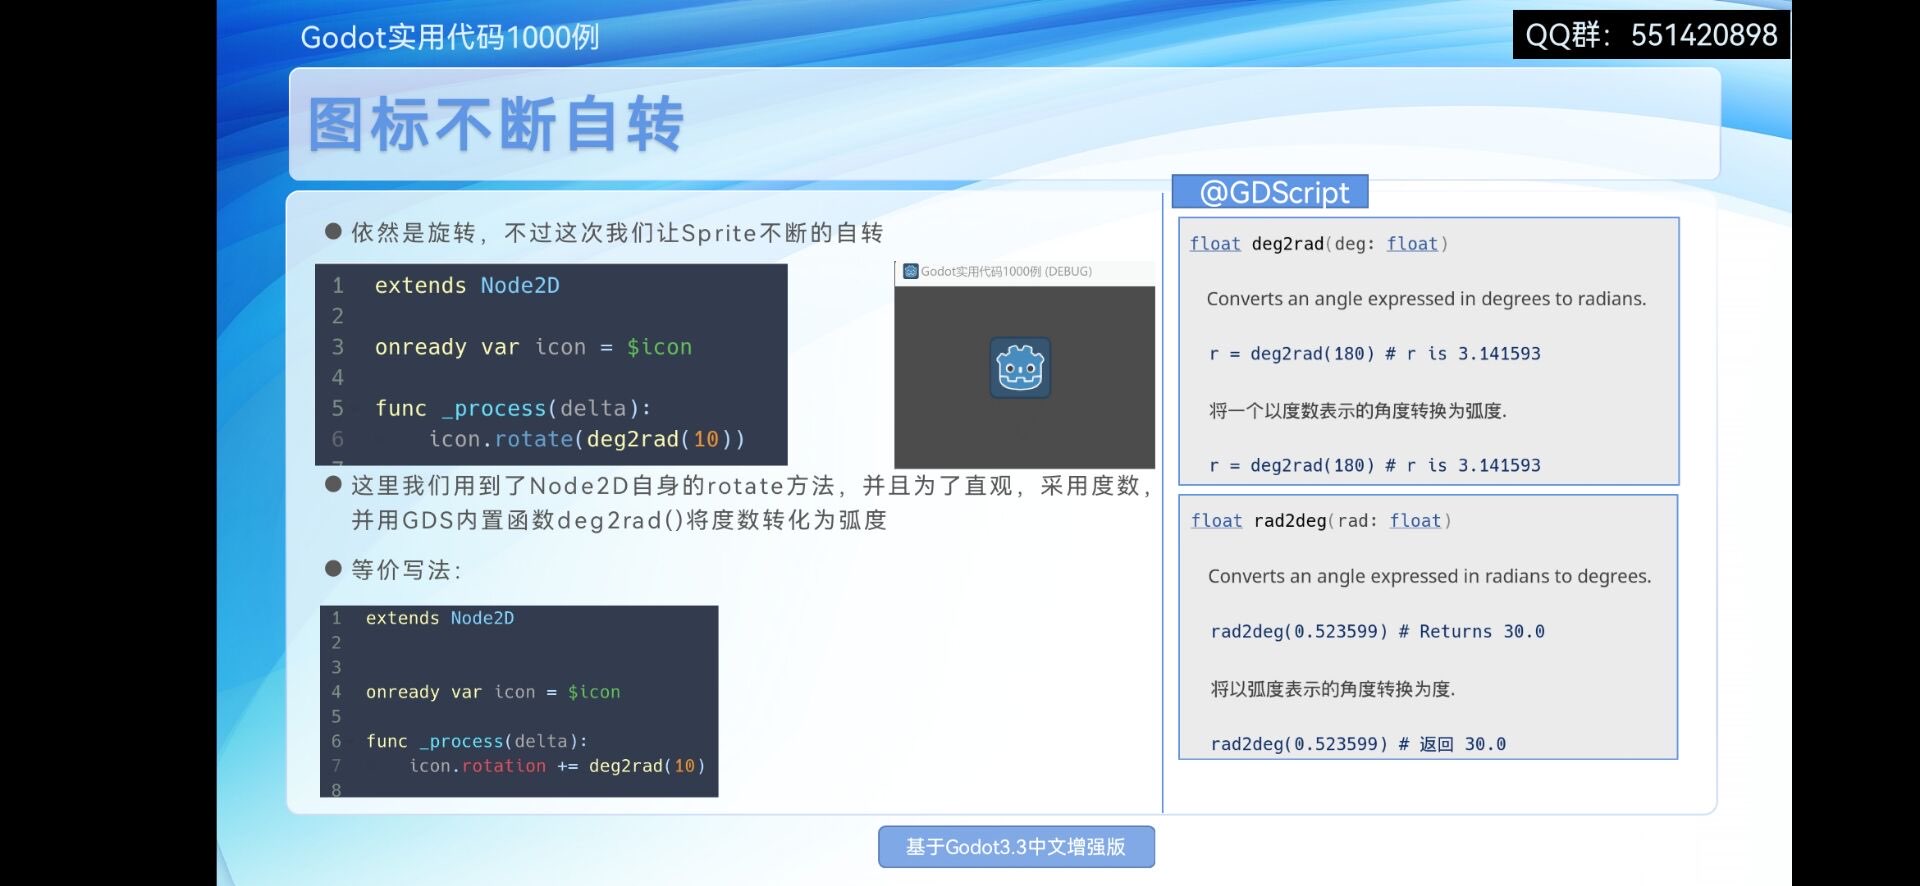 Godot实用代码1000例
QQ群：551420898
图标不断自转
依然是旋转，不过这次我们让Sprite不断的自转
1 extends Node2D
2
3 onready var icon = $icon
4
5 func _process(delta):
6 icon.rotate(deg2rad(10))
7
Godot实用代码1000例 (DEBUG)
这里我们用到了Node2D自身的rotate方法，并且为了直观，采用度数，
并用GDS内置函数deg2rad()将度数转化为弧度
等价写法：
1 extends Node2D
2
3
4 onready var icon = $icon
5
6 func _process(delta):
7 icon.rotation += deg2rad(10)
8
@GDScript
float deg2rad(deg: float)
Converts an angle expressed in degrees to radians.
r = deg2rad(180) # r is 3.141593
将一个以度数表示的角度转换为弧度.
r = deg2rad(180) # r is 3.141593
float rad2deg(rad: float)
Converts an angle expressed in radians to degrees.
rad2deg(0.523599) # Returns 30.0
将以弧度表示的角度转换为度.
rad2deg(0.523599) # 返回 30.0
基于Godot3.3中文增强版